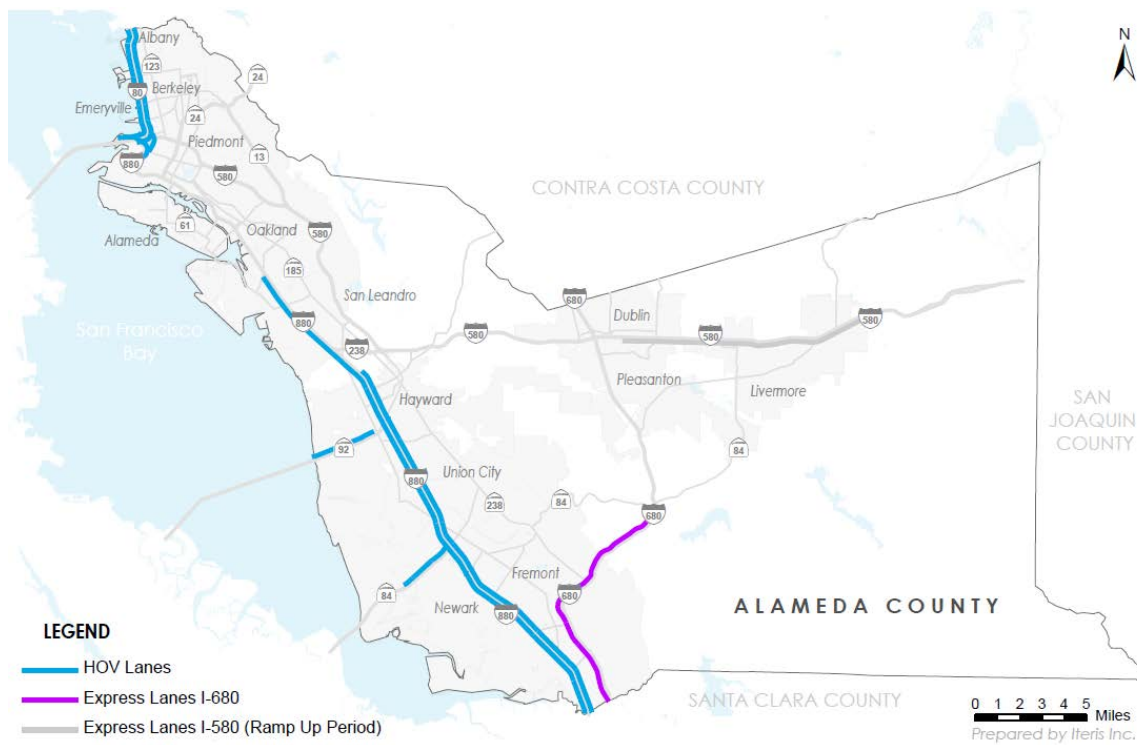 Albany
N
123
24
80
Berkeley
Emeryville
24
Piedmont
880
13
580
CONTRA COSTA COUNTY
61
Oakland
580
Alameda
185
680
San Leandro
Dublin
880
580
580
580
San Francisco
Bay
238
Pleasanton
Livermore
Hayward
SAN
JOAQUIN
COUNTY
92
84
Union City
880
238
84
680
Fremont
84
680
Newark
880
ALAMEDA COUNTY
LEGEND
HOV Lanes
Express Lanes I-680
SANTA CLARA COUNTY
Express Lanes I-580 (Ramp Up Period)
0 1 2 3 4 5
Miles
Prepared by Iteris Inc.